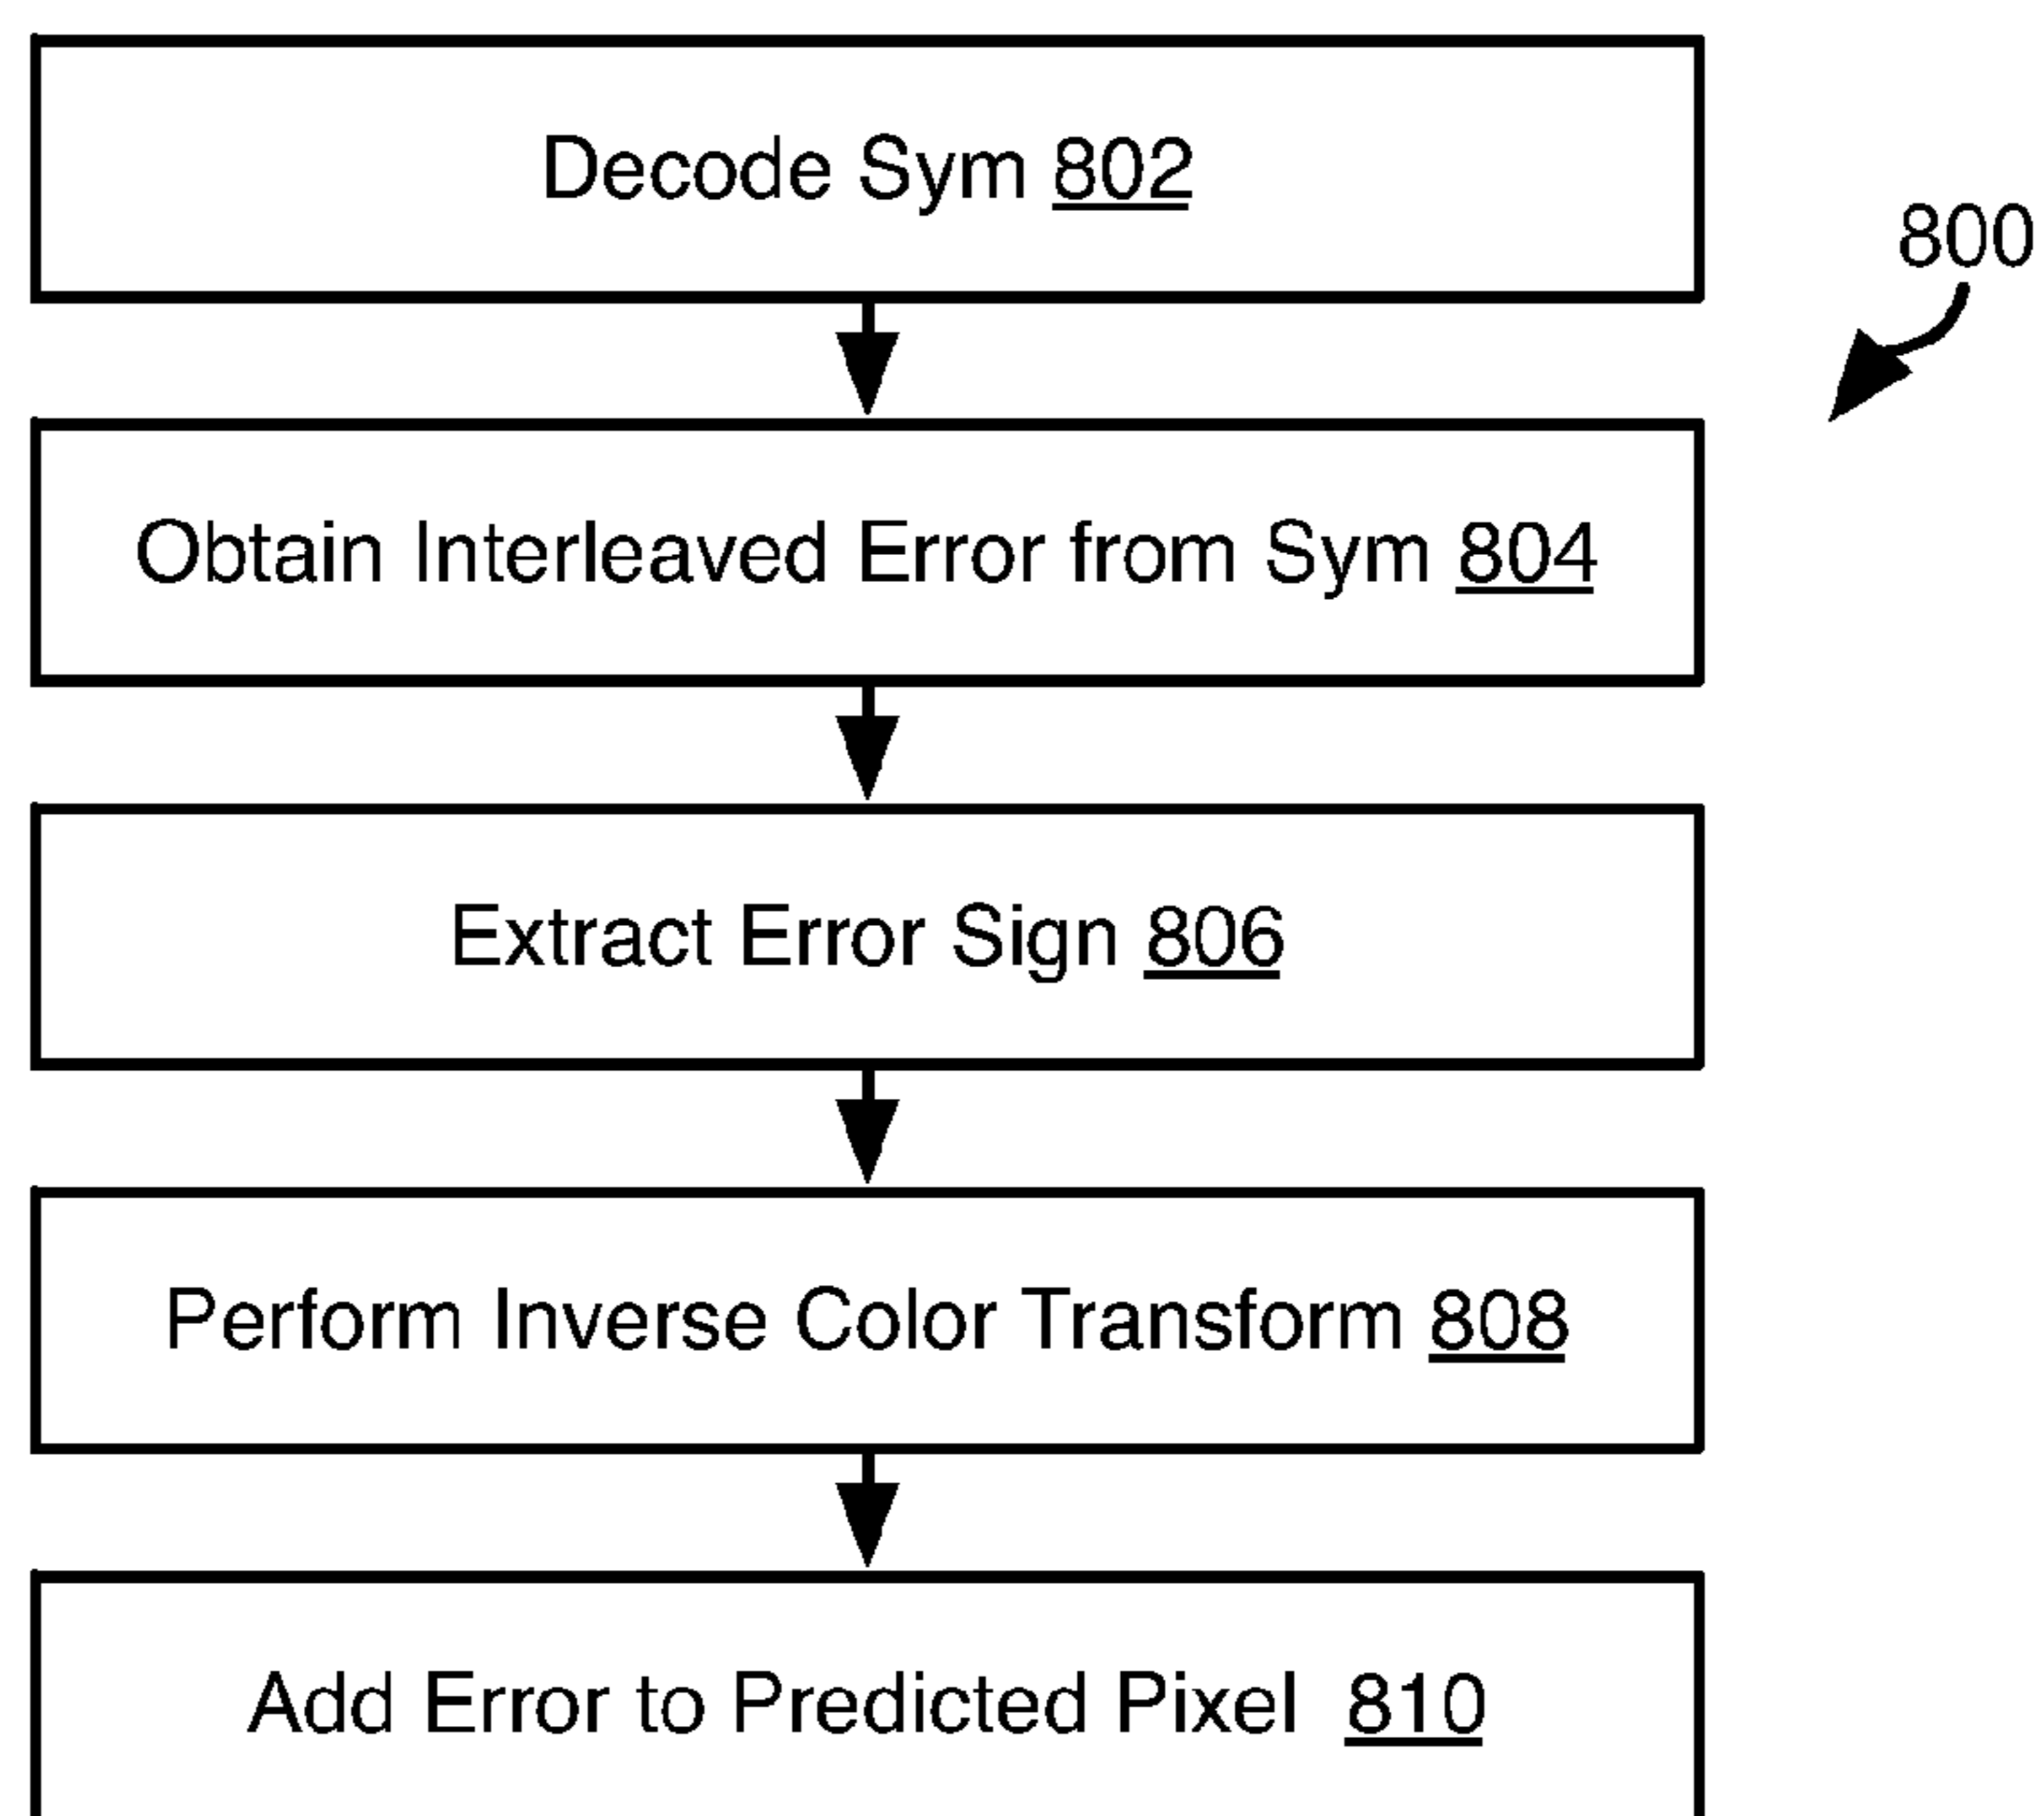 Decode Sym 802
800
Obtain Interleaved Error from Sym 804
Extract Error Sign 806
Perform Inverse Color Transform 808
Add Error to Predicted Pixel 810